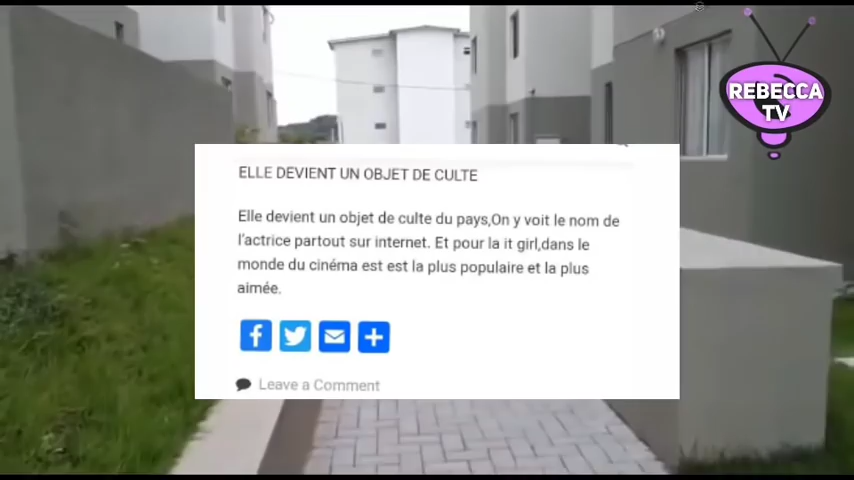 REBECCA
TV
ELLE DEVIENT UN OBJET DE CULTE
Elle devient un objet de culte du pays,On y voit le nom de
l'actrice partout sur internet. Et pour la it girl,dans le
monde du cinéma est est la plus populaire et la plus
aimée.
Leave a Comment